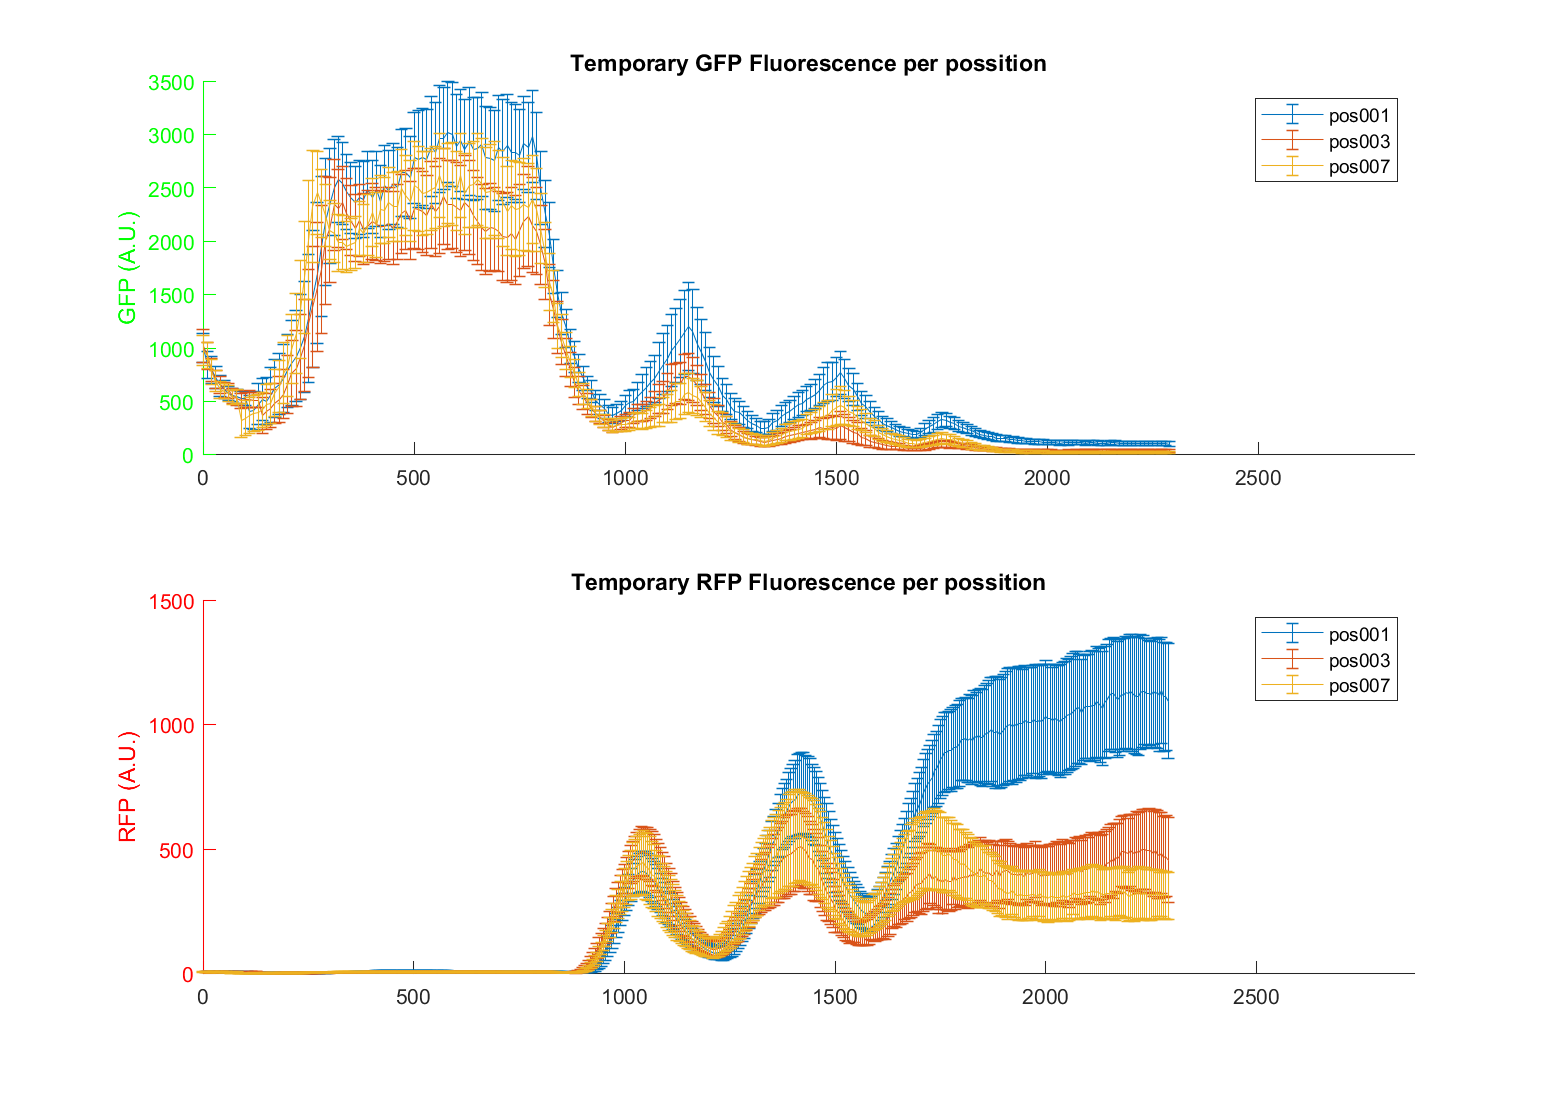 Temporary GFP Fluorescence per possition
3500
3000
2500
2000
1500
1000
500
0
GFP (A.U.)
pos001
pos003
pos007
0 500 1000 1500 2000 2500
Temporary RFP Fluorescence per possition
1500
1000
500
0
RFP (A.U.)
pos001
pos003
pos007
0 500 1000 1500 2000 2500